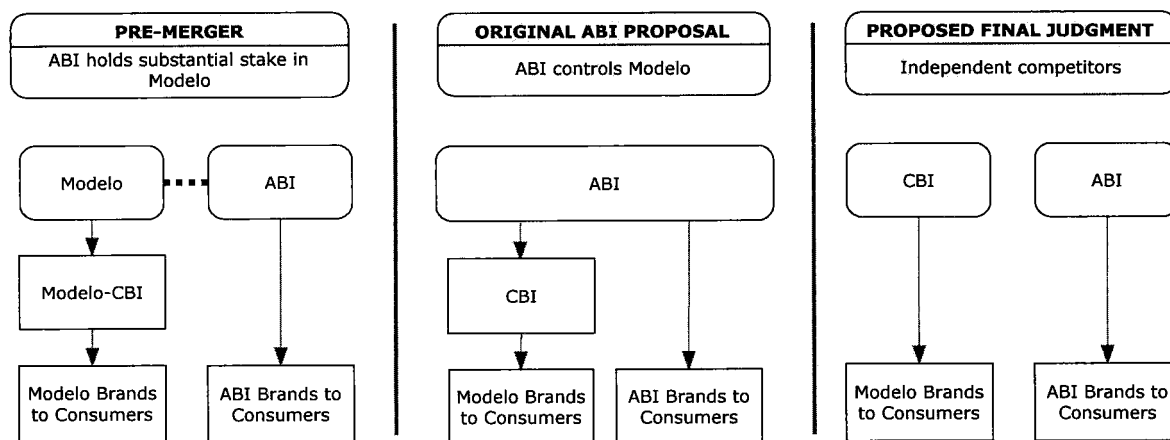 PRE-MERGER
ABI holds substantial stake in
Modelo
Modelo
ABI
Modelo-CBI
Modelo Brands
to Consumers
ABI Brands to
Consumers
ORIGINAL ABI PROPOSAL
ABI controls Modelo
ABI
CBI
Modelo Brands
to Consumers
ABI Brands to
Consumers
PROPOSED FINAL JUDGMENT
Independent competitors
CBI
ABI
Modelo Brands
to Consumers
ABI Brands to
Consumers